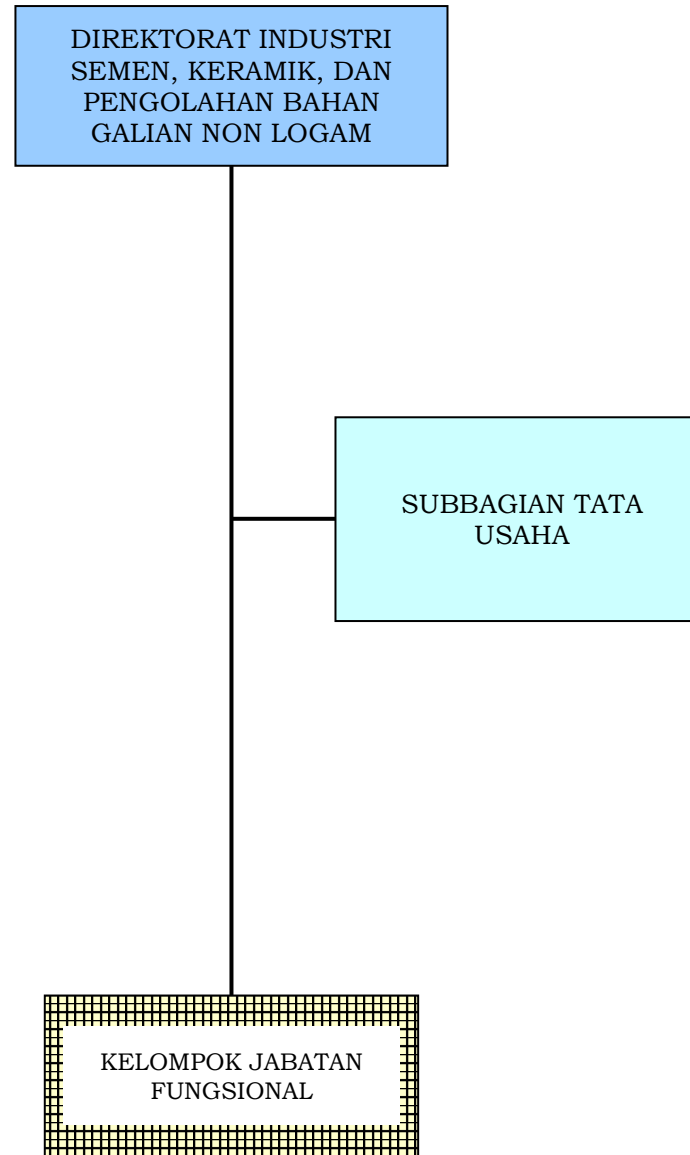 DIREKTORAT INDUSTRI
SEMEN, KERAMIK, DAN
PENGOLAHAN BAHAN
GALIAN NON LOGAM
SUBBAGIAN TATA
USAHA
KELOMPOK JABATAN
FUNGSIONAL